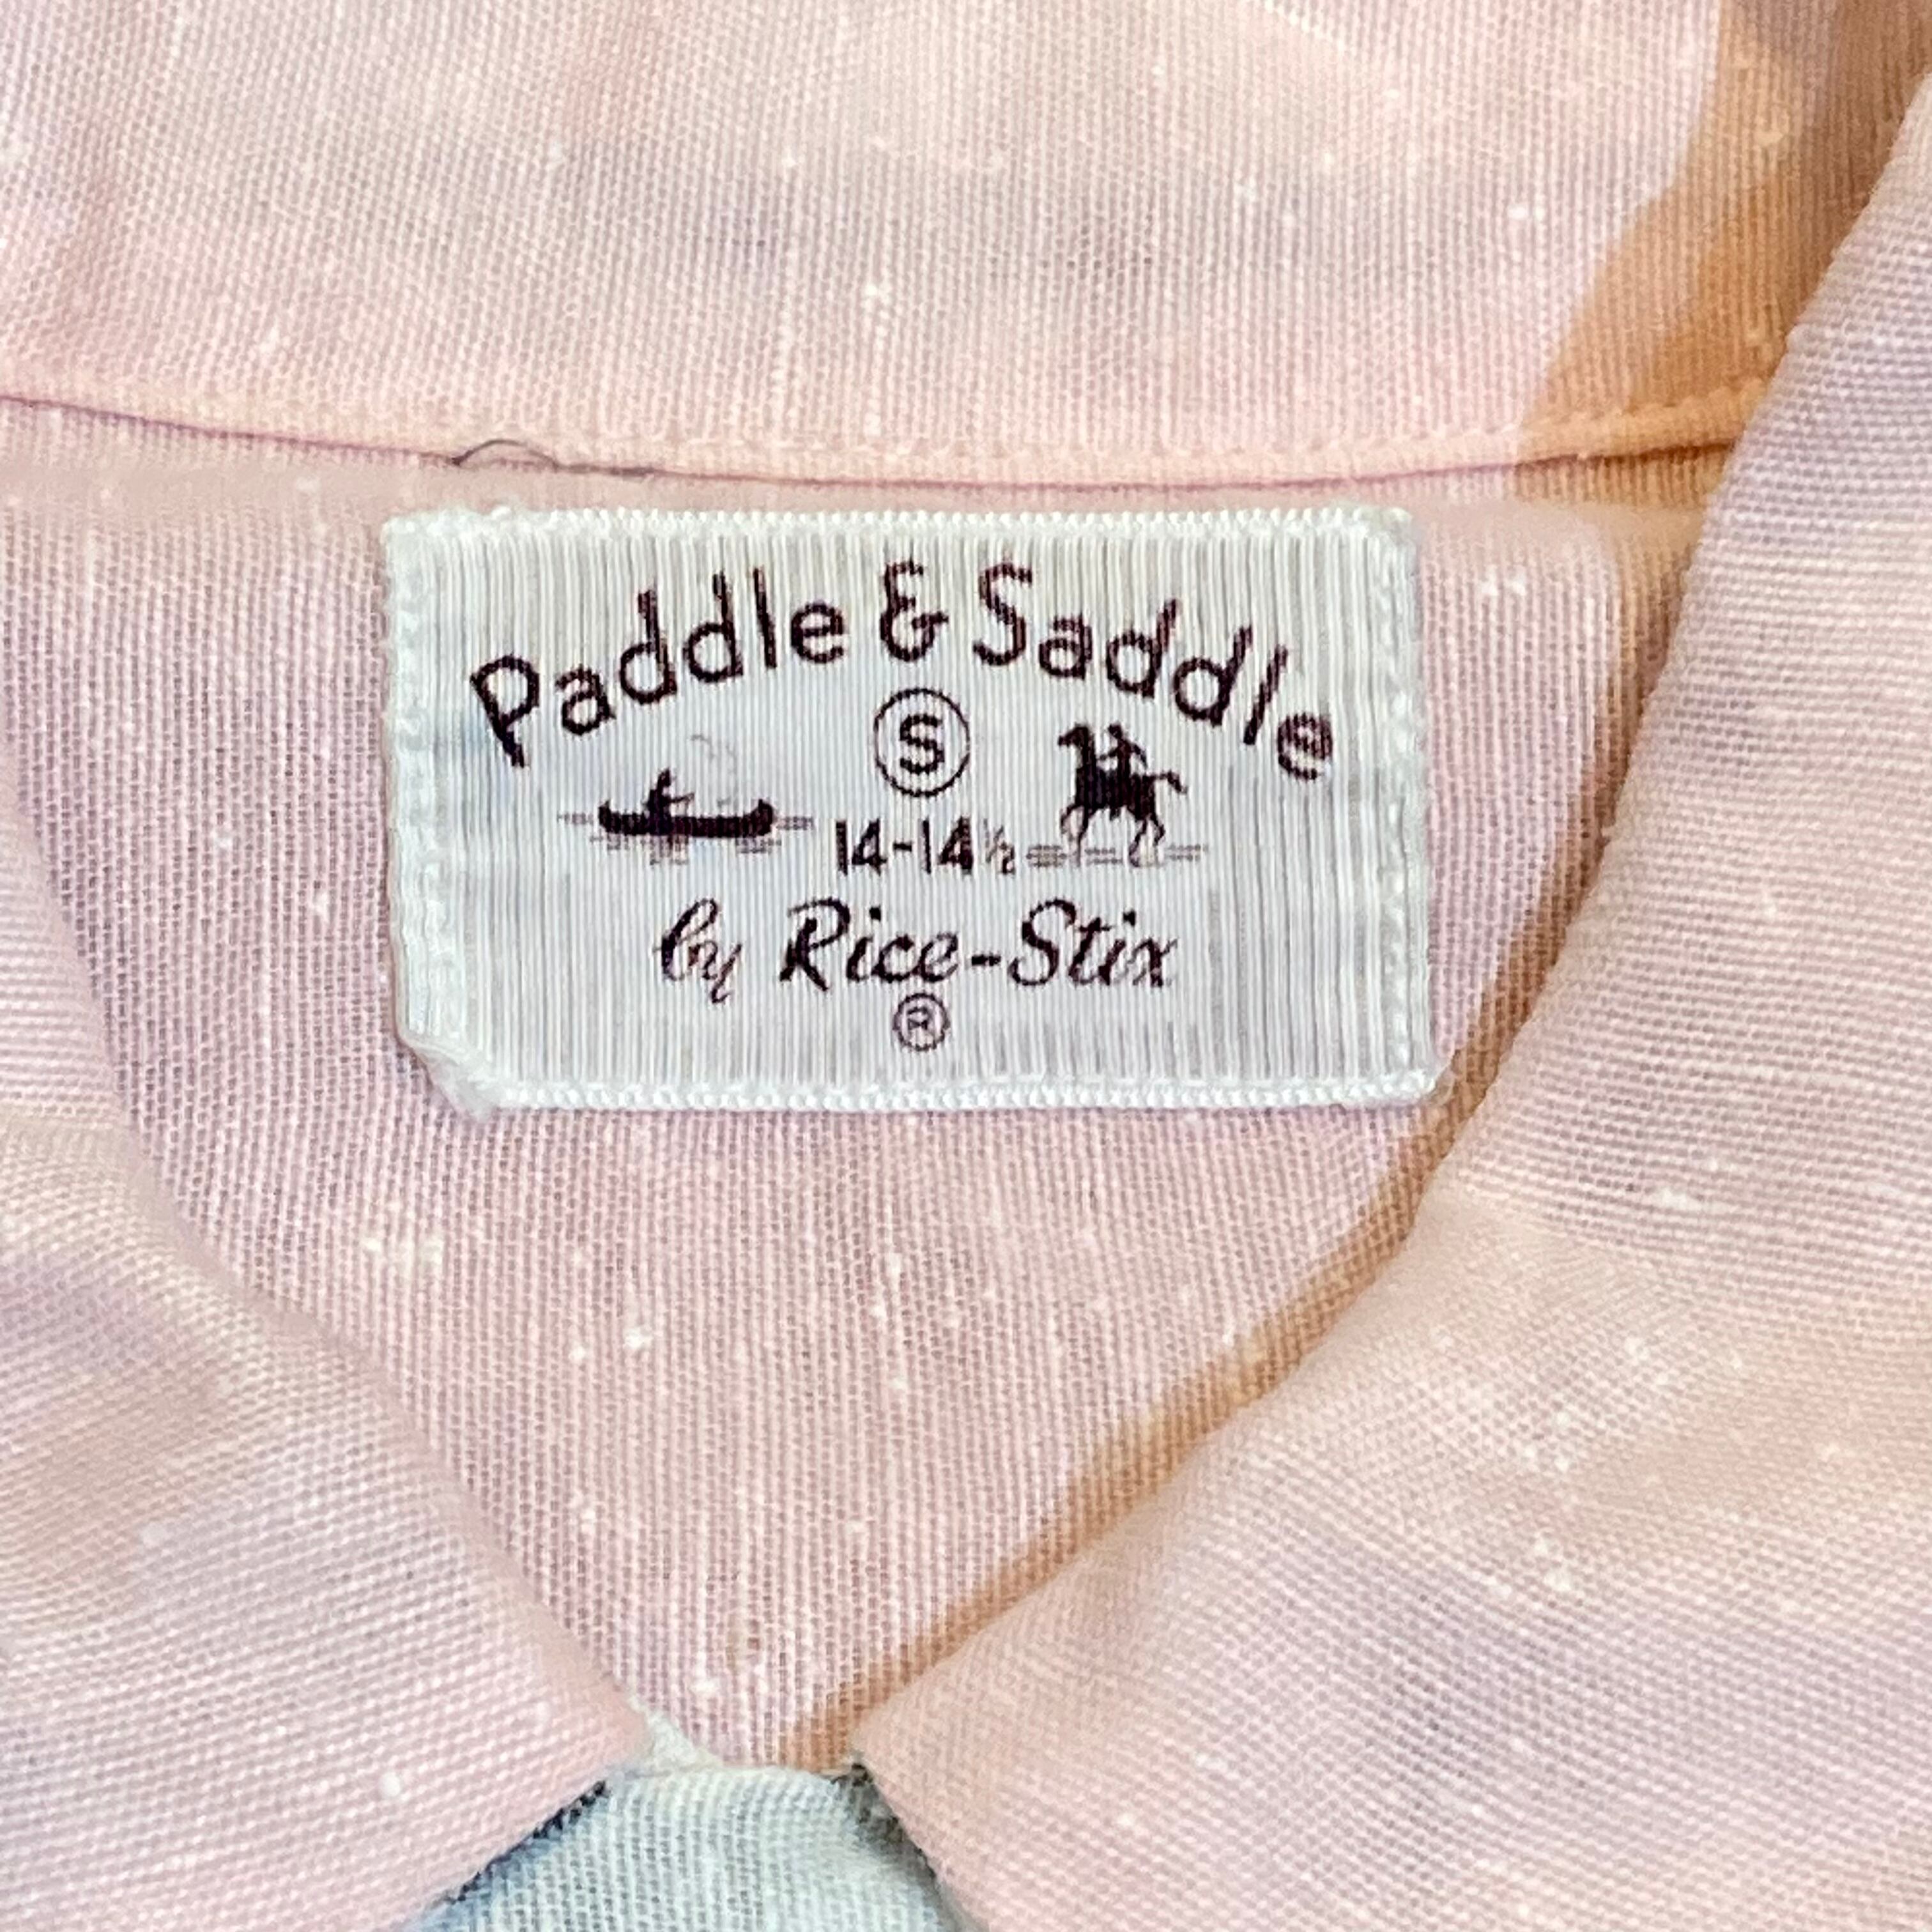 Paddle & Saddle
S
14-14½
by Rice-Stix
®